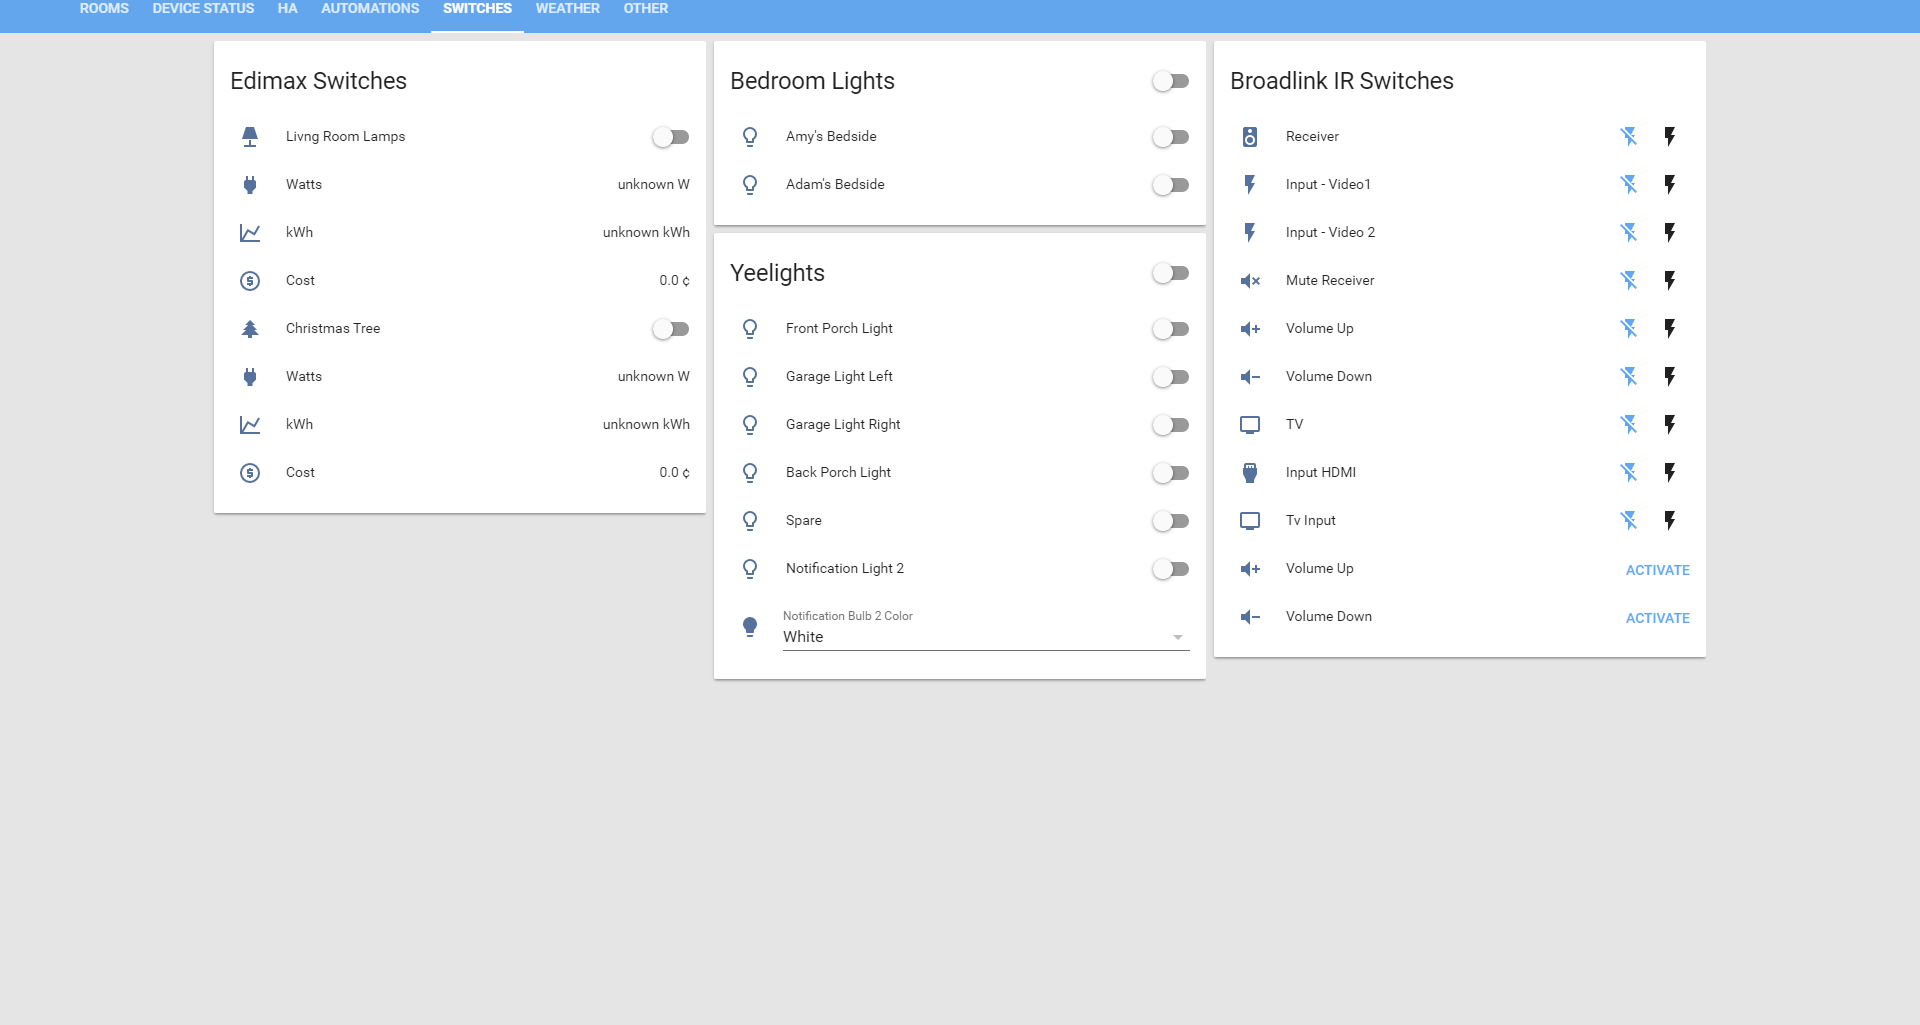 ROOMS DEVICE STATUS HA AUTOMATIONS SWITCHES WEATHER OTHER
Edimax Switches
Livng Room Lamps
Watts unknown W
kWh unknown kWh
Cost 0.0 ¢
Christmas Tree
Watts unknown W
kWh unknown kWh
Cost 0.0 ¢
Bedroom Lights
Amy's Bedside
Adam's Bedside
Yeelights
Front Porch Light
Garage Light Left
Garage Light Right
Back Porch Light
Spare
Notification Light 2
Notification Bulb 2 Color
White
Broadlink IR Switches
Receiver
Input - Video1
Input - Video 2
Mute Receiver
Volume Up
Volume Down
TV
Input HDMI
Tv Input
Volume Up ACTIVATE
Volume Down ACTIVATE